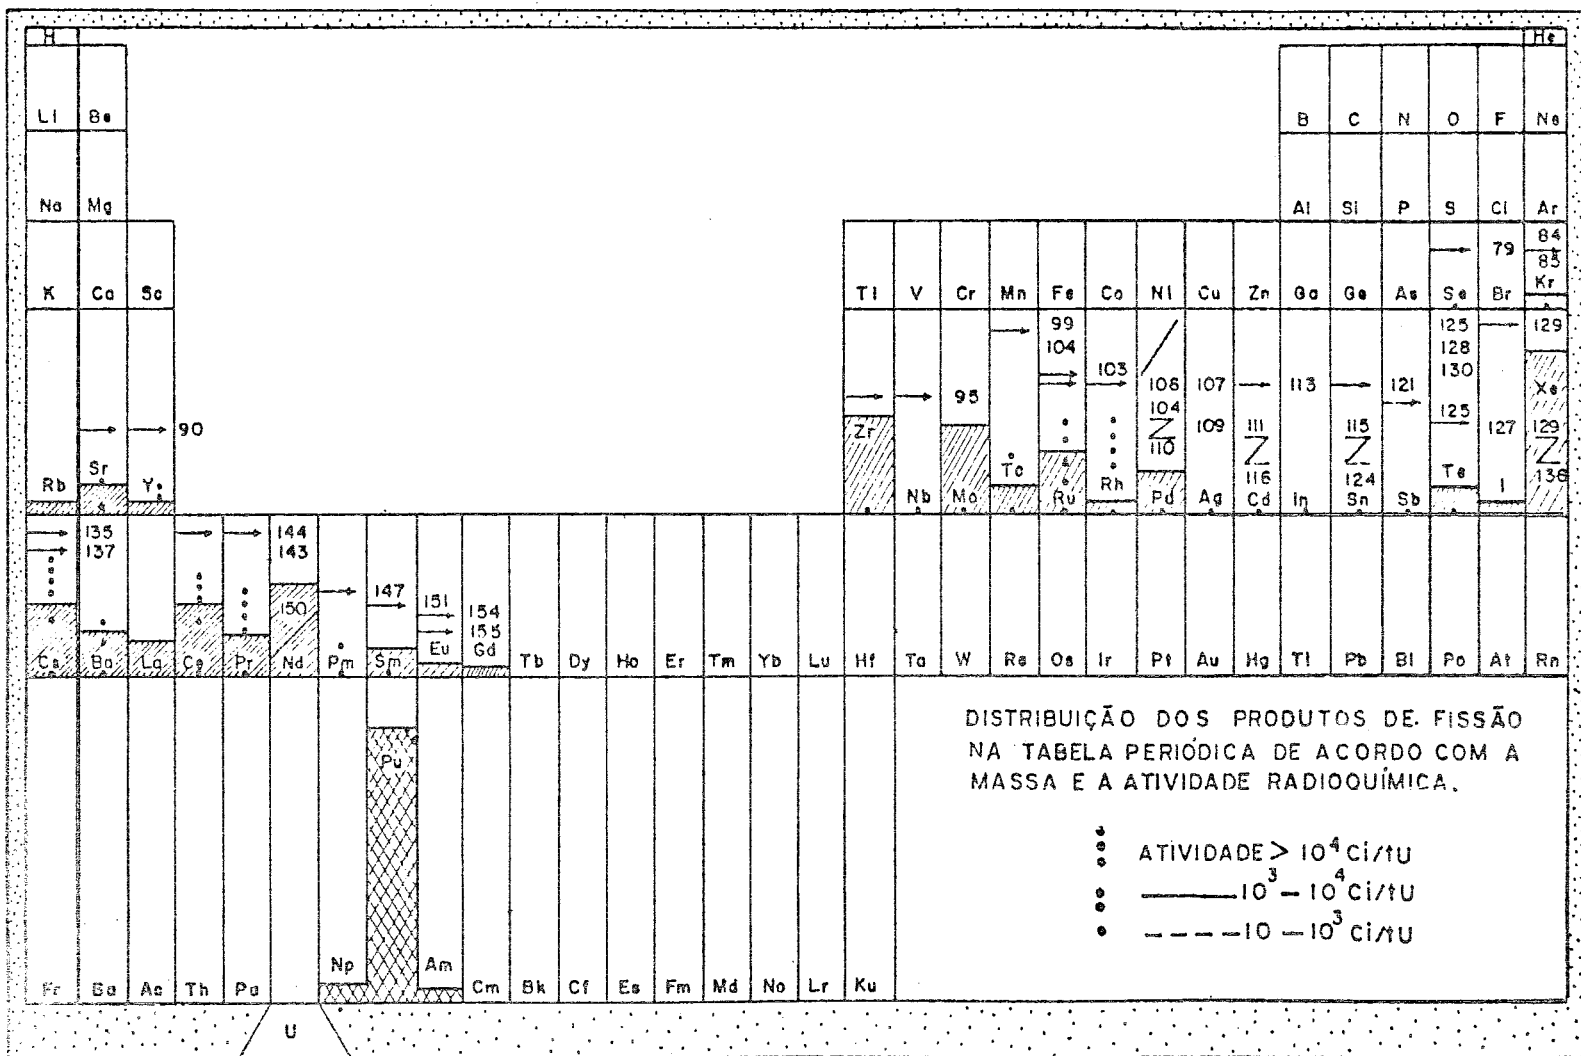 H He
Li Be B C N O F Ne
Na Mg Al Si P S Cl Ar
79 84
85
K Ca Sc Ti V Cr Mn Fe Co Ni Cu Zn Ga Ge As Se Br Kr
99 125 129
104 128
103 130
95 106 107 113 121 Xe
90 Zr 104 109 111 115 125 127 129
110 116 124 136
Rb Sr Y Nb Mo Tc Ru Rh Pd Ag Cd In Sn Sb Te I
135 144
137 143
150 147 151 154
155
Cs Ba La Ce Pr Nd Pm Sm Eu Gd Tb Dy Ho Er Tm Yb Lu Hf Ta W Re Os Ir Pt Au Hg Tl Pb Bi Po At Rn
DISTRIBUIÇÃO DOS PRODUTOS DE FISSÃO
NA TABELA PERIÓDICA DE ACORDO COM A
MASSA E A ATIVIDADE RADIOQUÍMICA.
Pu
ATIVIDADE > 10⁴ Ci/tU
10³ – 10⁴ Ci/tU
10 – 10³ Ci/tU
Fr Ba Ac Th Pa Np Am Cm Bk Cf Es Fm Md No Lr Ku
U